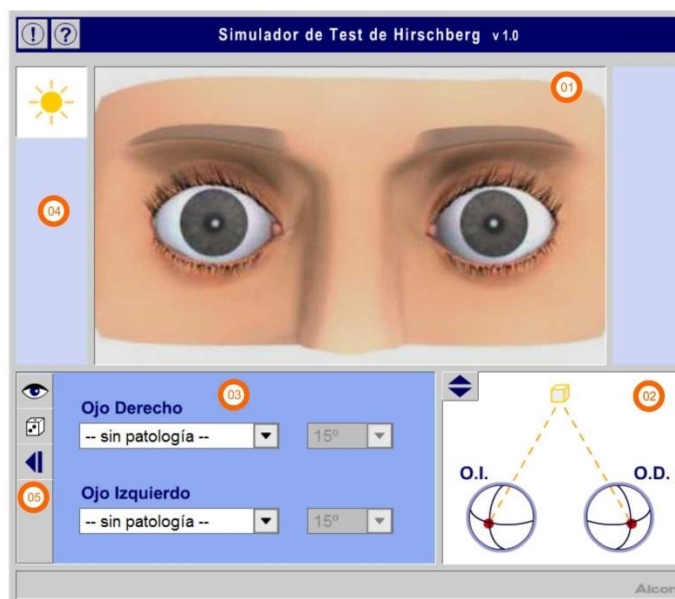 ! ?
Simulador de Test de Hirschberg v 1.0
01
04
03
Ojo Derecho
-- sin patología --
15º
05
Ojo Izquierdo
-- sin patología --
15º
02
O.I.
O.D.